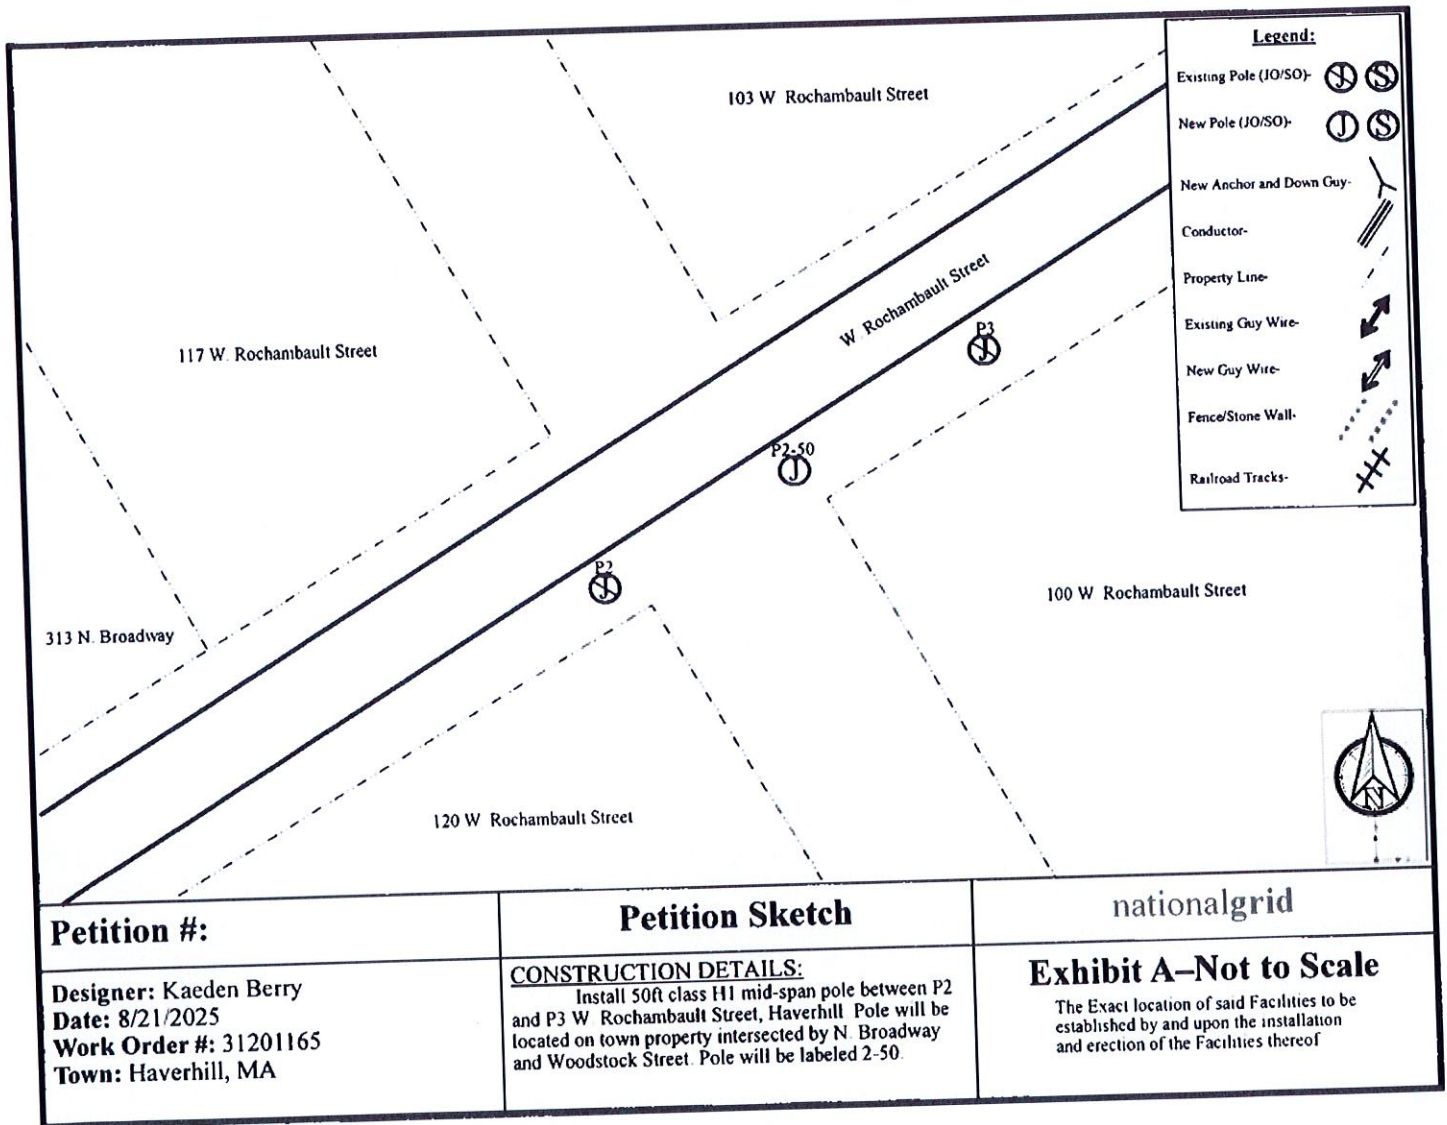 Legend:
Existing Pole (JO/SO)- J S
New Pole (JO/SO)- J S
New Anchor and Down Guy-
Conductor-
Property Line-
Existing Guy Wire-
New Guy Wire-
Fence/Stone Wall-
Railroad Tracks-
103 W Rochambault Street
W. Rochambault Street
117 W. Rochambault Street
P3
J
P2-50
J
P2
J
100 W Rochambault Street
313 N. Broadway
120 W Rochambault Street
N
Petition #:
Designer: Kaeden Berry
Date: 8/21/2025
Work Order #: 31201165
Town: Haverhill, MA
Petition Sketch
CONSTRUCTION DETAILS:
Install 50ft class H1 mid-span pole between P2
and P3 W Rochambault Street, Haverhill Pole will be
located on town property intersected by N. Broadway
and Woodstock Street. Pole will be labeled 2-50.
nationalgrid
Exhibit A–Not to Scale
The Exact location of said Facilities to be
established by and upon the installation
and erection of the Facilities thereof